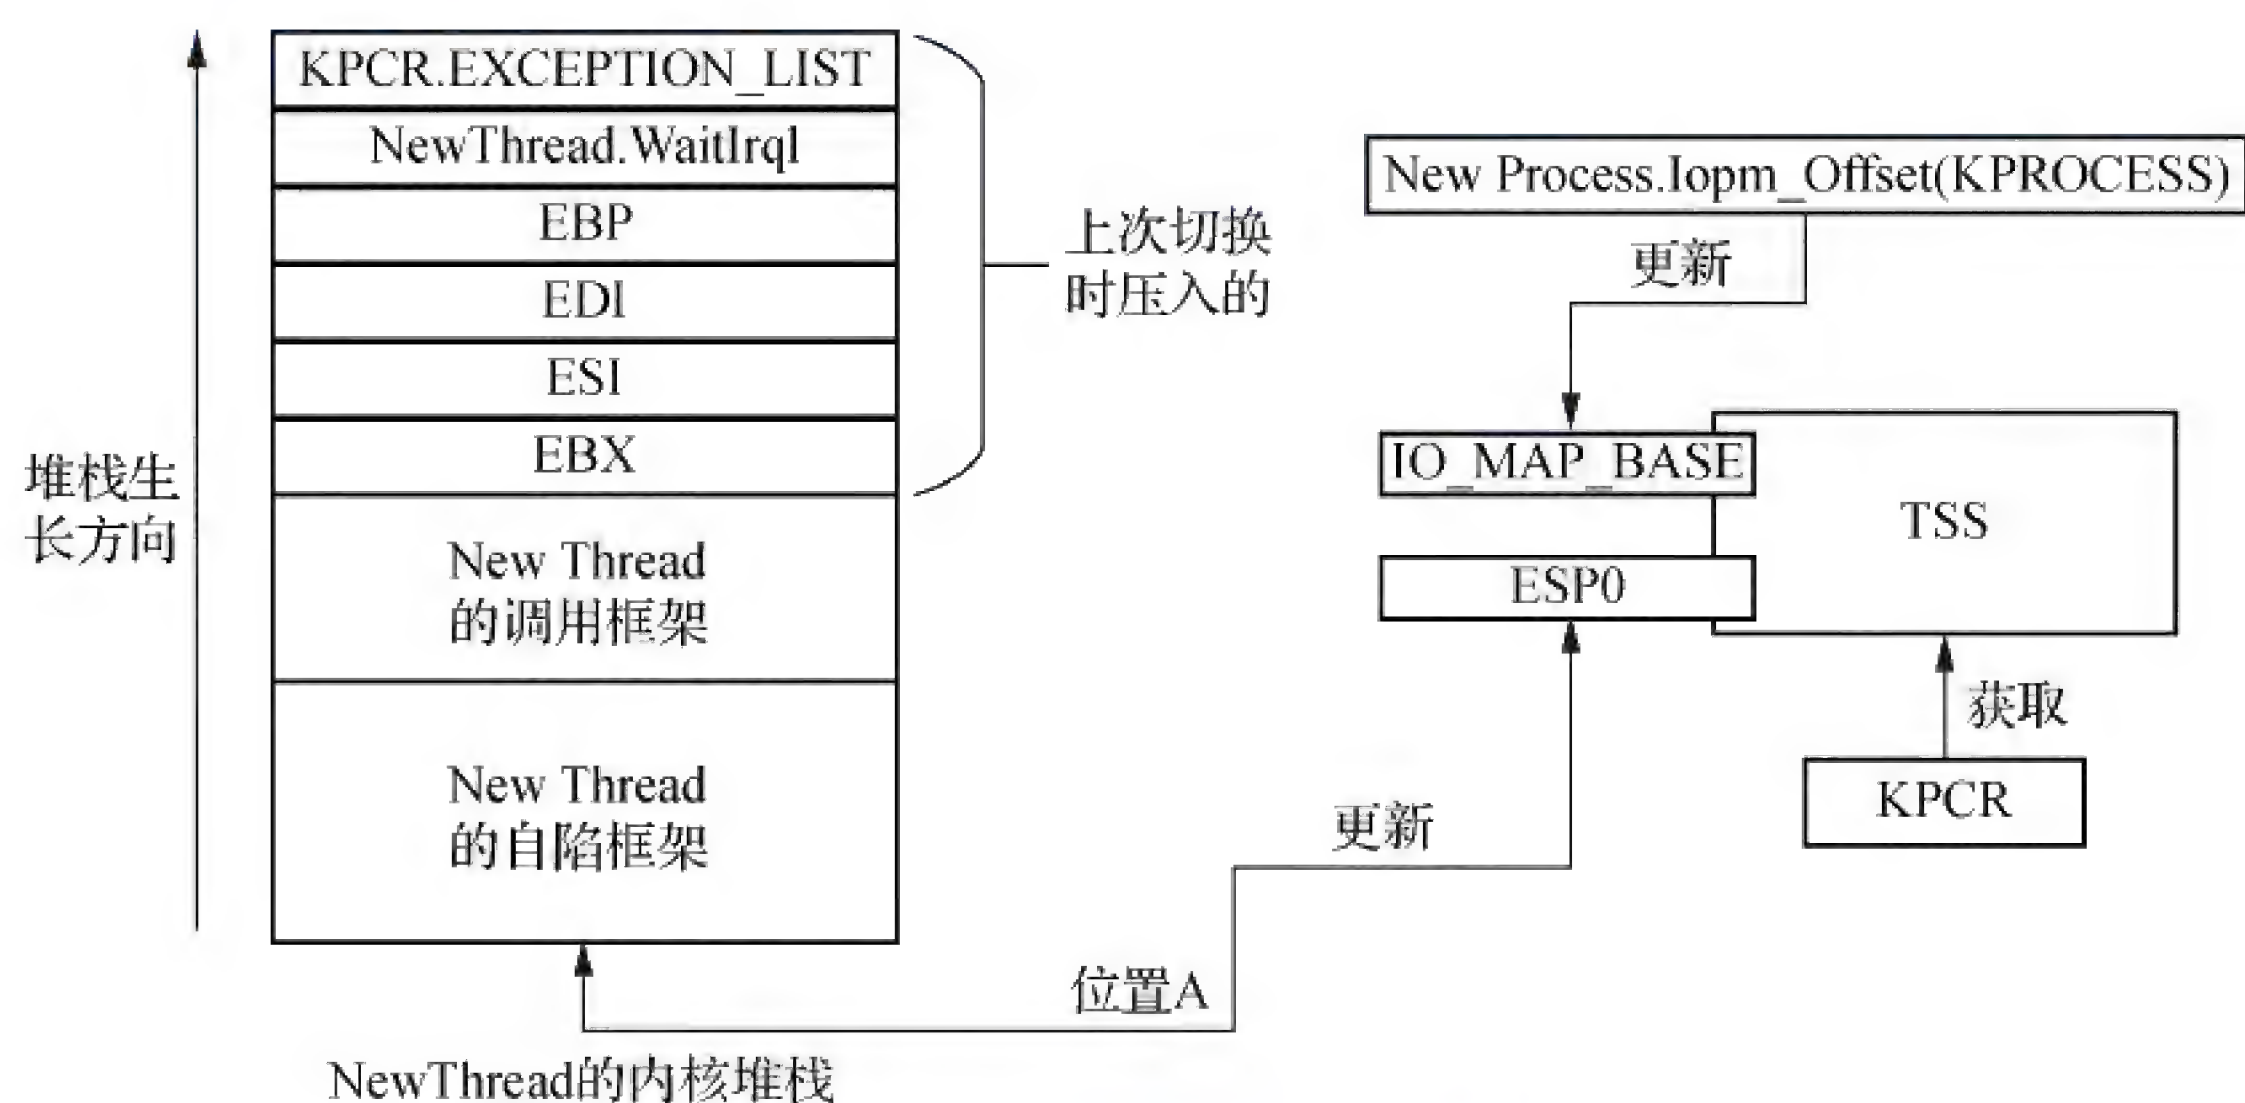 KPCR.EXCEPTION_LIST
NewThread.WaitIrql
EBP
EDI
ESI
EBX
New Thread
的调用框架
New Thread
的自陷框架
堆栈生
长方向
上次切换
时压入的
New Process.Iopm_Offset(KPROCESS)
更新
IO_MAP_BASE
TSS
ESP0
获取
KPCR
更新
位置A
NewThread的内核堆栈